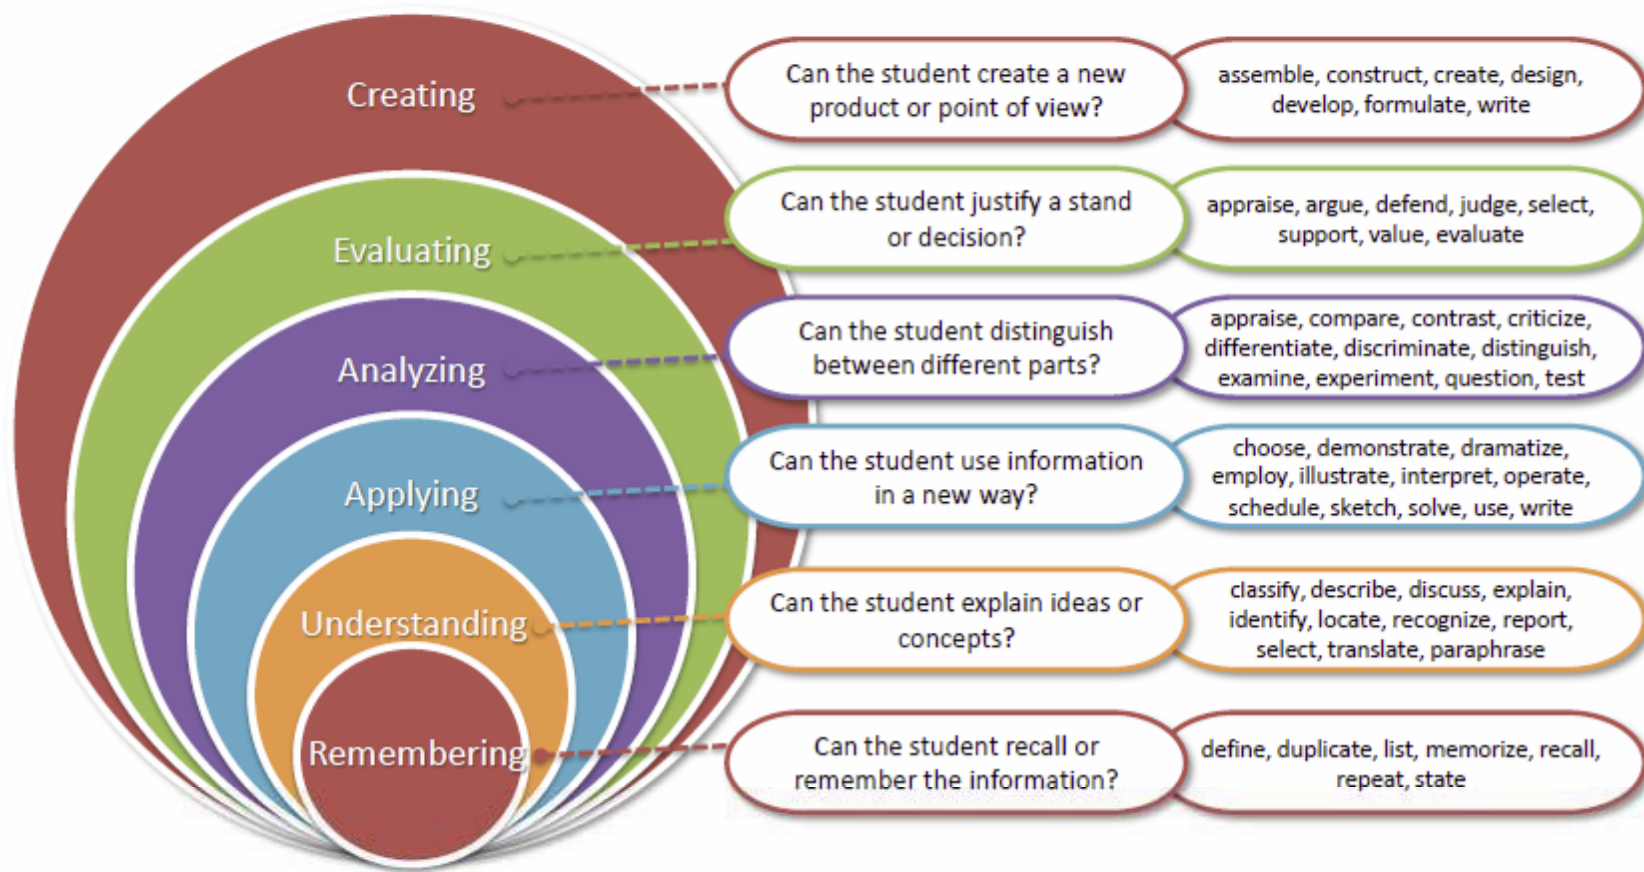 Creating
Can the student create a new
product or point of view?
assemble, construct, create, design,
develop, formulate, write
Evaluating
Can the student justify a stand
or decision?
appraise, argue, defend, judge, select,
support, value, evaluate
Analyzing
Can the student distinguish
between different parts?
appraise, compare, contrast, criticize,
differentiate, discriminate, distinguish,
examine, experiment, question, test
Applying
Can the student use information
in a new way?
choose, demonstrate, dramatize,
employ, illustrate, interpret, operate,
schedule, sketch, solve, use, write
Understanding
Can the student explain ideas or
concepts?
classify, describe, discuss, explain,
identify, locate, recognize, report,
select, translate, paraphrase
Remembering
Can the student recall or
remember the information?
define, duplicate, list, memorize, recall,
repeat, state